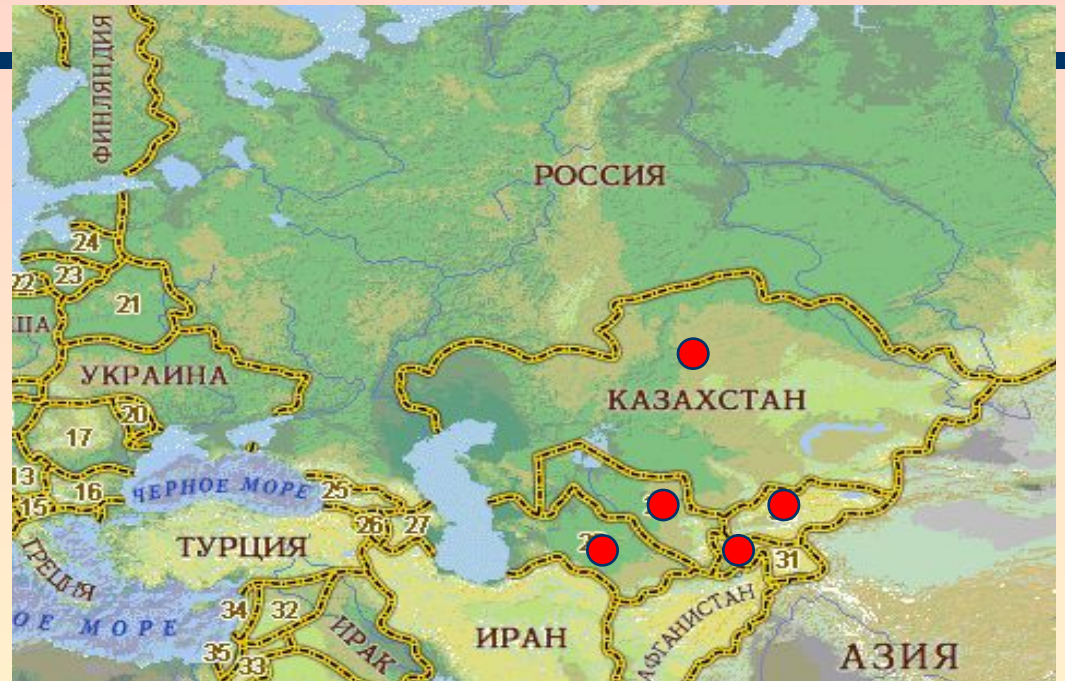 ФИНЛЯНДИЯ
РОССИЯ
24
23
22
21
ША
УКРАИНА
20
17
КАЗАХСТАН
13
16
15
ЧЕРНОЕ МОРЕ
25
26
27
ТУРЦИЯ
ГРЕЦИЯ
31
34
32
ИРАК
ИРАН
АФГАНИСТАН
ОЕ МОРЕ
35
33
АЗИЯ